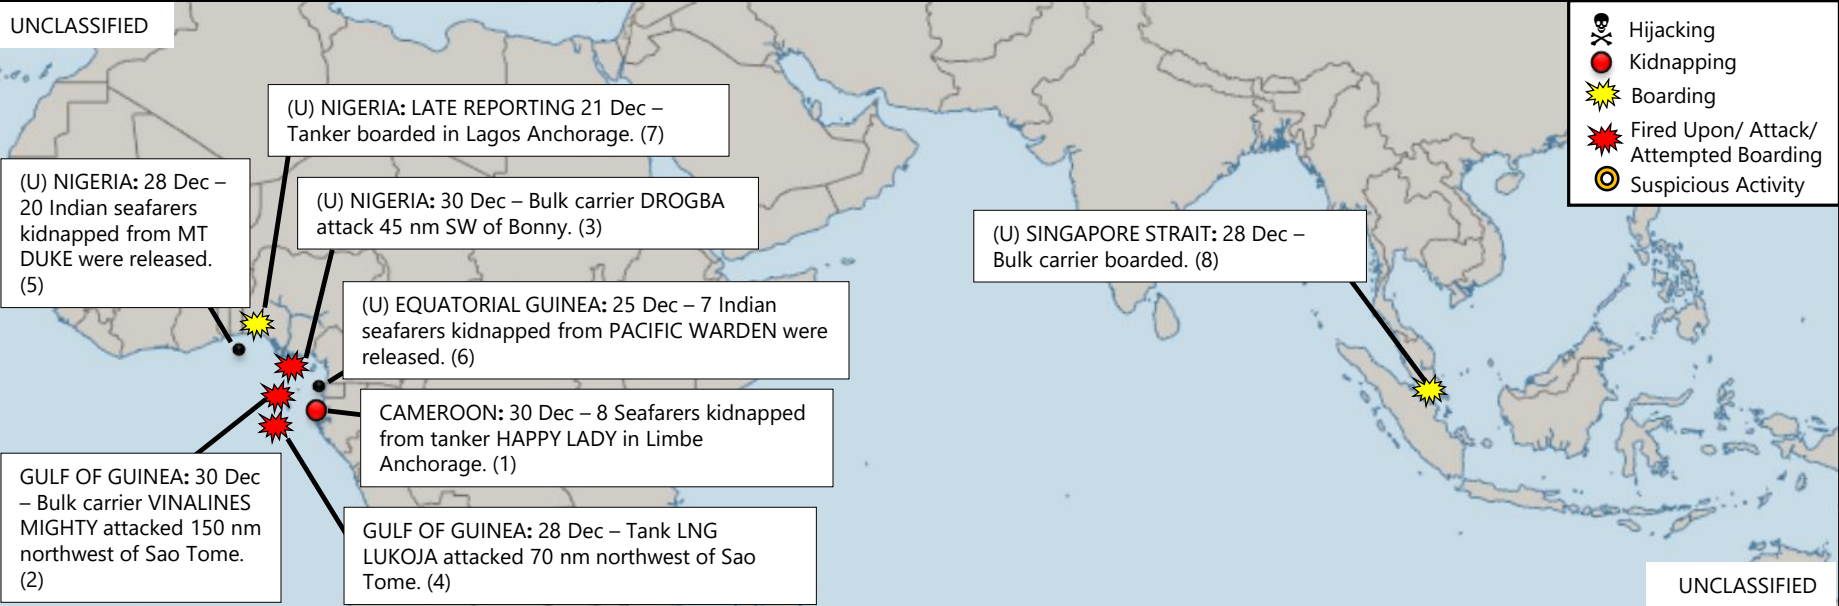 UNCLASSIFIED
Hijacking
Kidnapping
Boarding
Fired Upon/ Attack/
Attempted Boarding
Suspicious Activity
(U) NIGERIA: LATE REPORTING 21 Dec –
Tanker boarded in Lagos Anchorage. (7)
(U) NIGERIA: 28 Dec –
20 Indian seafarers
kidnapped from MT
DUKE were released.
(5)
(U) NIGERIA: 30 Dec – Bulk carrier DROGBA
attack 45 nm SW of Bonny. (3)
(U) SINGAPORE STRAIT: 28 Dec –
Bulk carrier boarded. (8)
(U) EQUATORIAL GUINEA: 25 Dec – 7 Indian
seafarers kidnapped from PACIFIC WARDEN were
released. (6)
CAMEROON: 30 Dec – 8 Seafarers kidnapped
from tanker HAPPY LADY in Limbe
Anchorage. (1)
GULF OF GUINEA: 30 Dec
– Bulk carrier VINALINES
MIGHTY attacked 150 nm
northwest of Sao Tome.
(2)
GULF OF GUINEA: 28 Dec – Tank LNG
LUKOJA attacked 70 nm northwest of Sao
Tome. (4)
UNCLASSIFIED